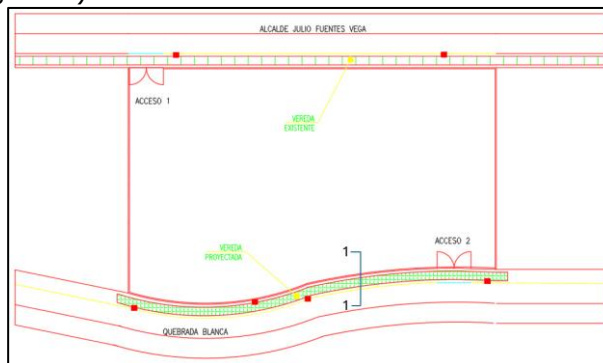 ALCALDE JULIO FUENTES VEGA
ACCESO 1
VEREDA
EXISTENTE
VEREDA
PROYECTADA
1
ACCESO 2
1
QUEBRADA BLANCA